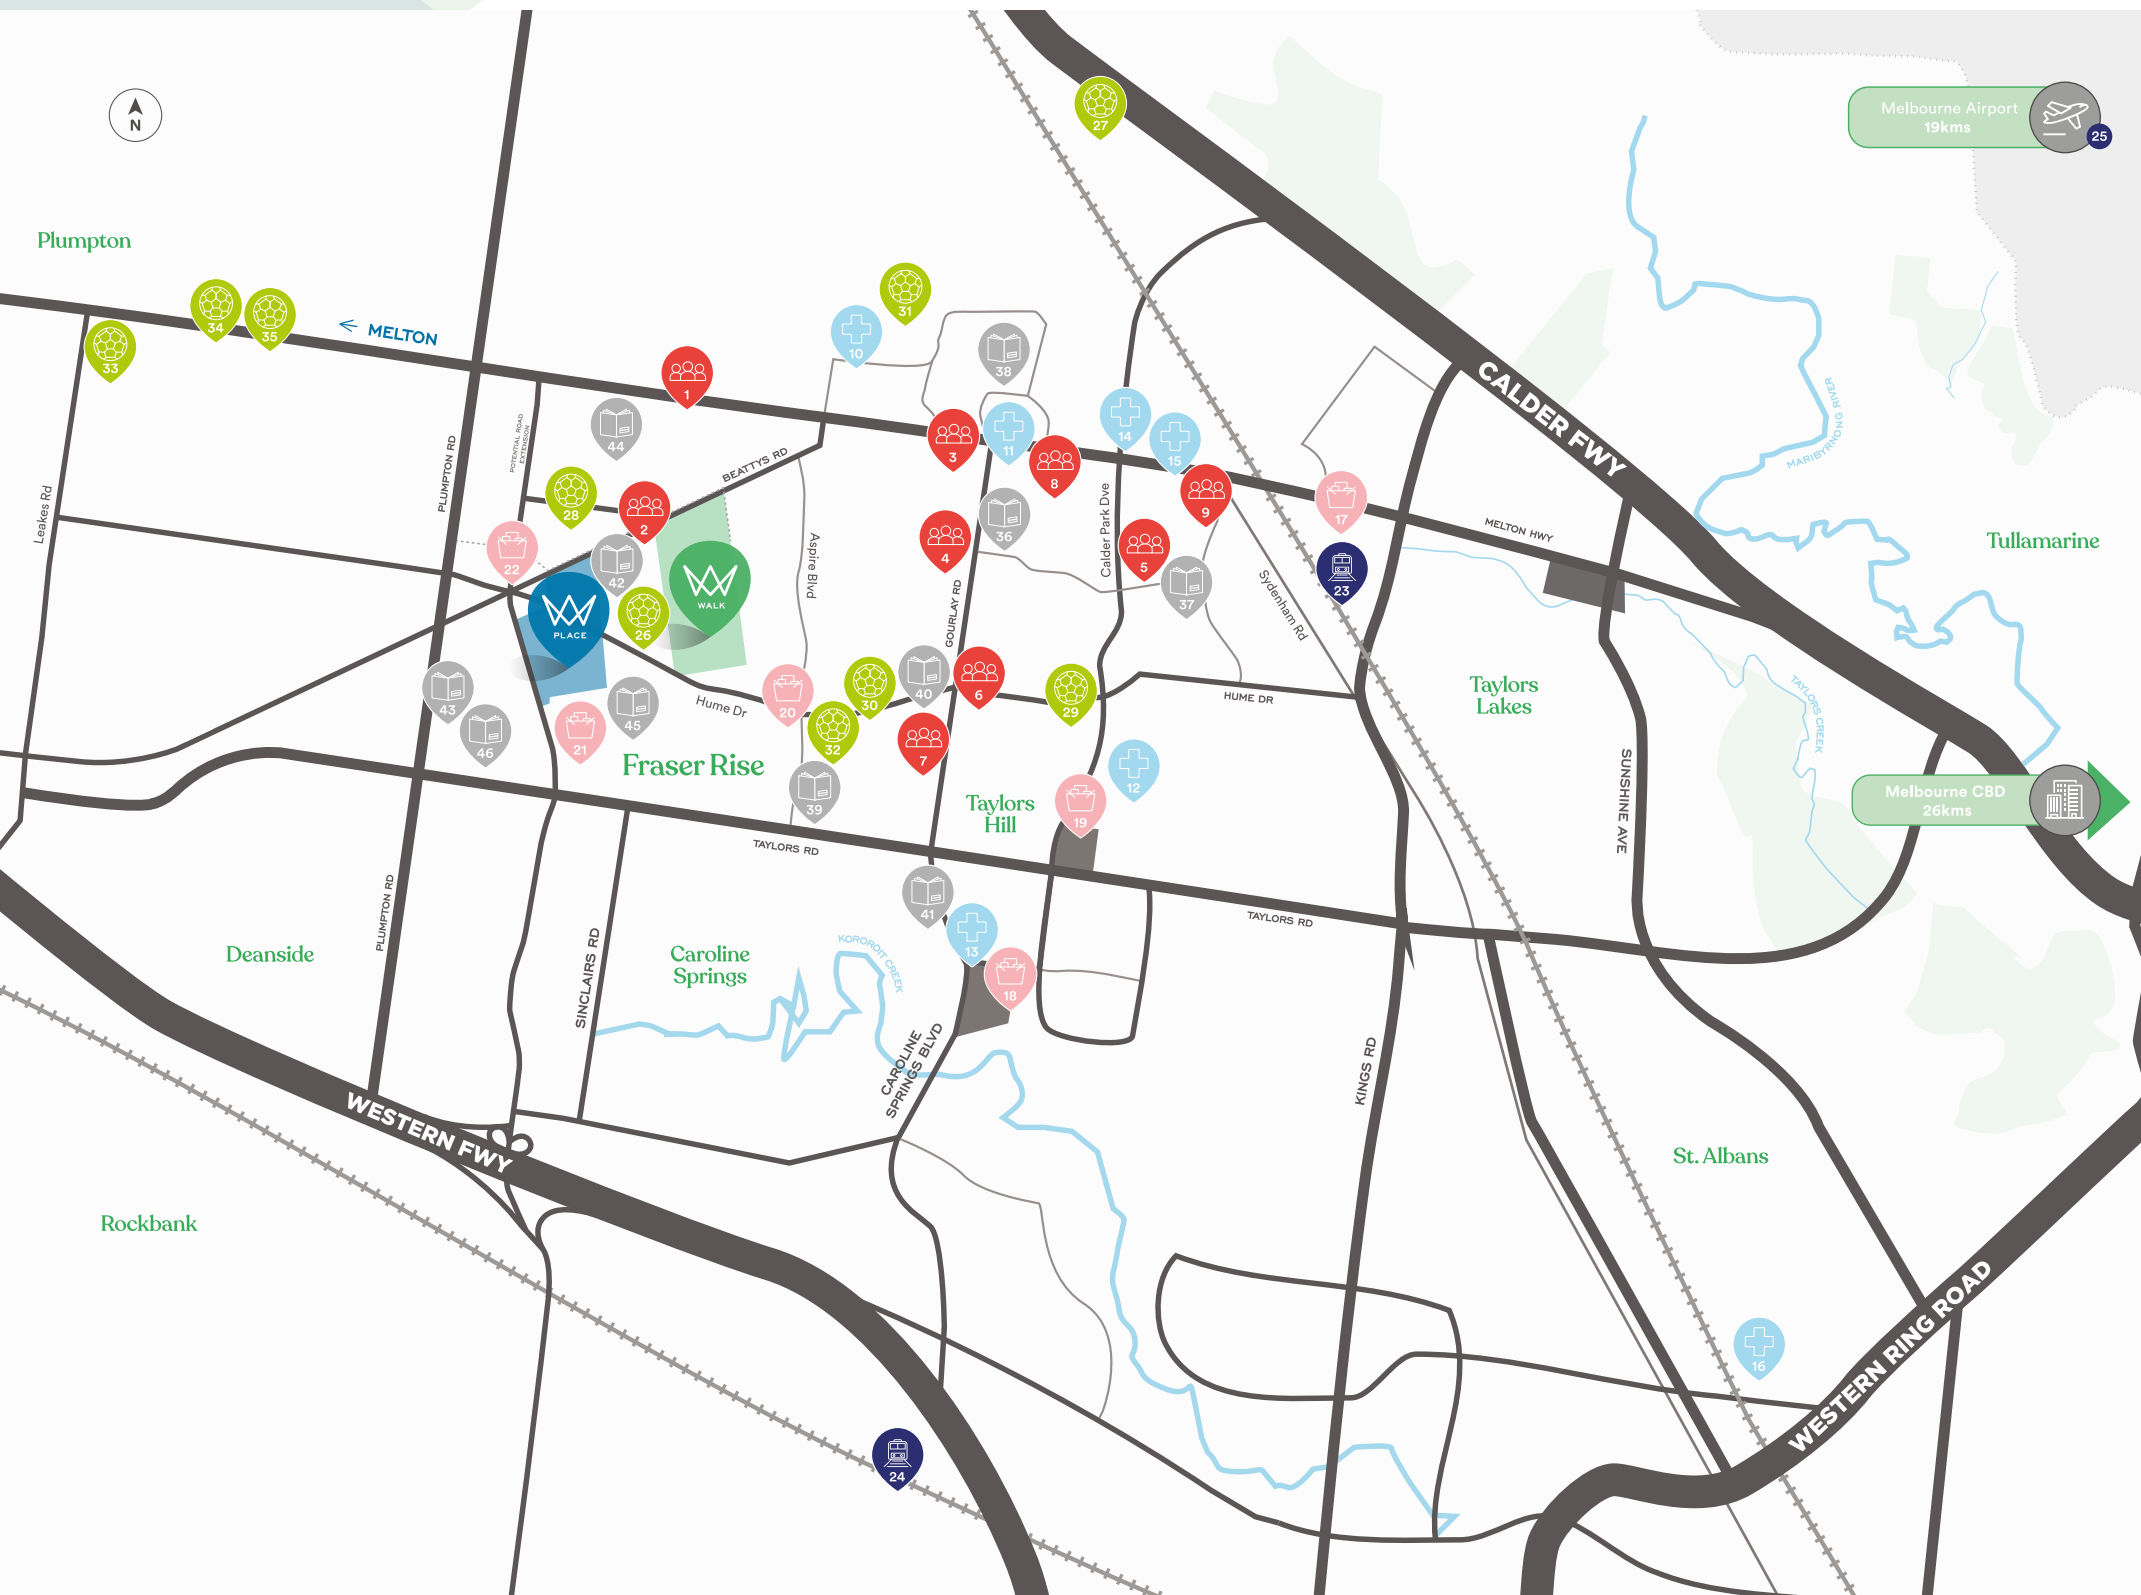 N
27
Melbourne Airport
19kms
25
Plumpton
34
35
33
MELTON
31
10
38
1
44
3
11
8
14
15
9
17
CALDER FWY
MARIBYRNONG RIVER
Tullamarine
Leakes Rd
PLUMPTON RD
POTENTIAL ROAD
EXTENSION
BEATTYS RD
28
2
22
42
26
PLACE
WALK
Aspire Blvd
4
36
GOURLAY RD
Calder Park Dve
5
37
Sydenham Rd
23
MELTON HWY
43
46
21
45
Hume Dr
20
32
30
40
6
7
29
HUME DR
Taylors
Lakes
TAYLORS CREEK
SUNSHINE AVE
Fraser Rise
39
Taylors
Hill
12
19
Melbourne CBD
26kms
TAYLORS RD
TAYLORS RD
PLUMPTON RD
41
13
18
Deanside
SINCLAIRS RD
Caroline
Springs
KOROROIT CREEK
CAROLINE
SPRINGS BLVD
KINGS RD
WESTERN FWY
St. Albans
Rockbank
16
WESTERN RING ROAD
24